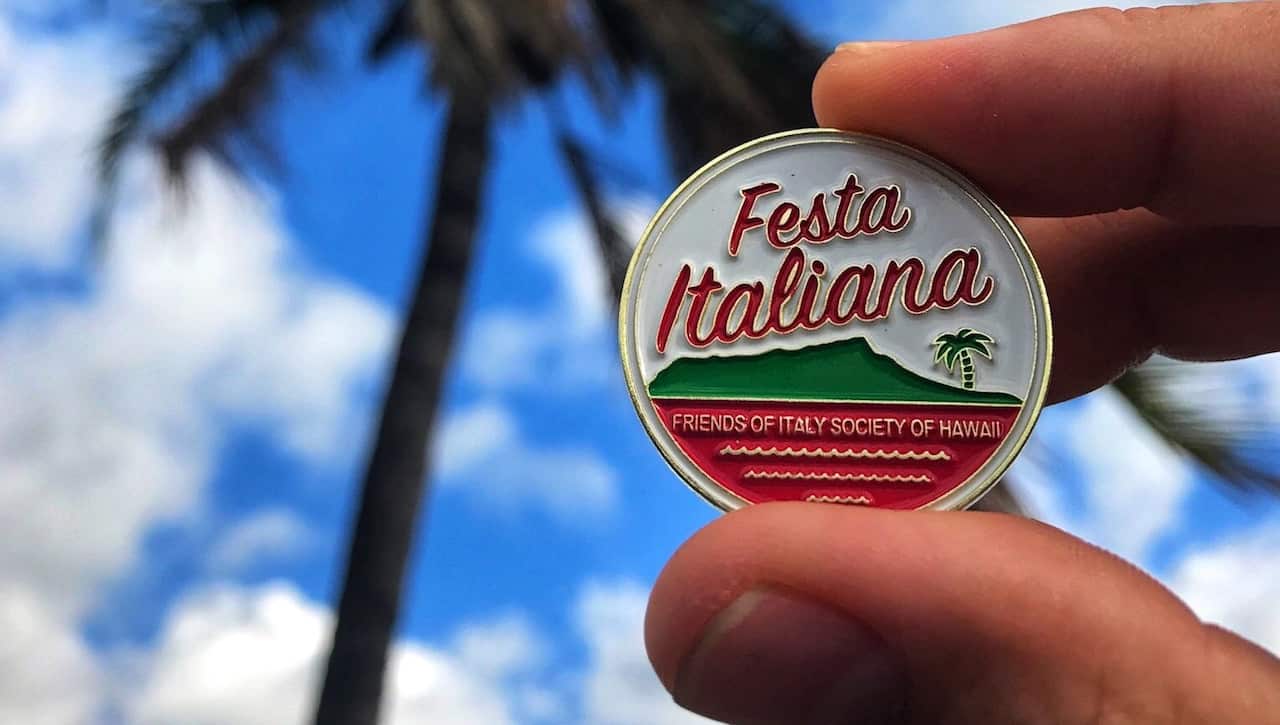 Festa
Italiana
FRIENDS OF ITALY SOCIETY OF HAWAII